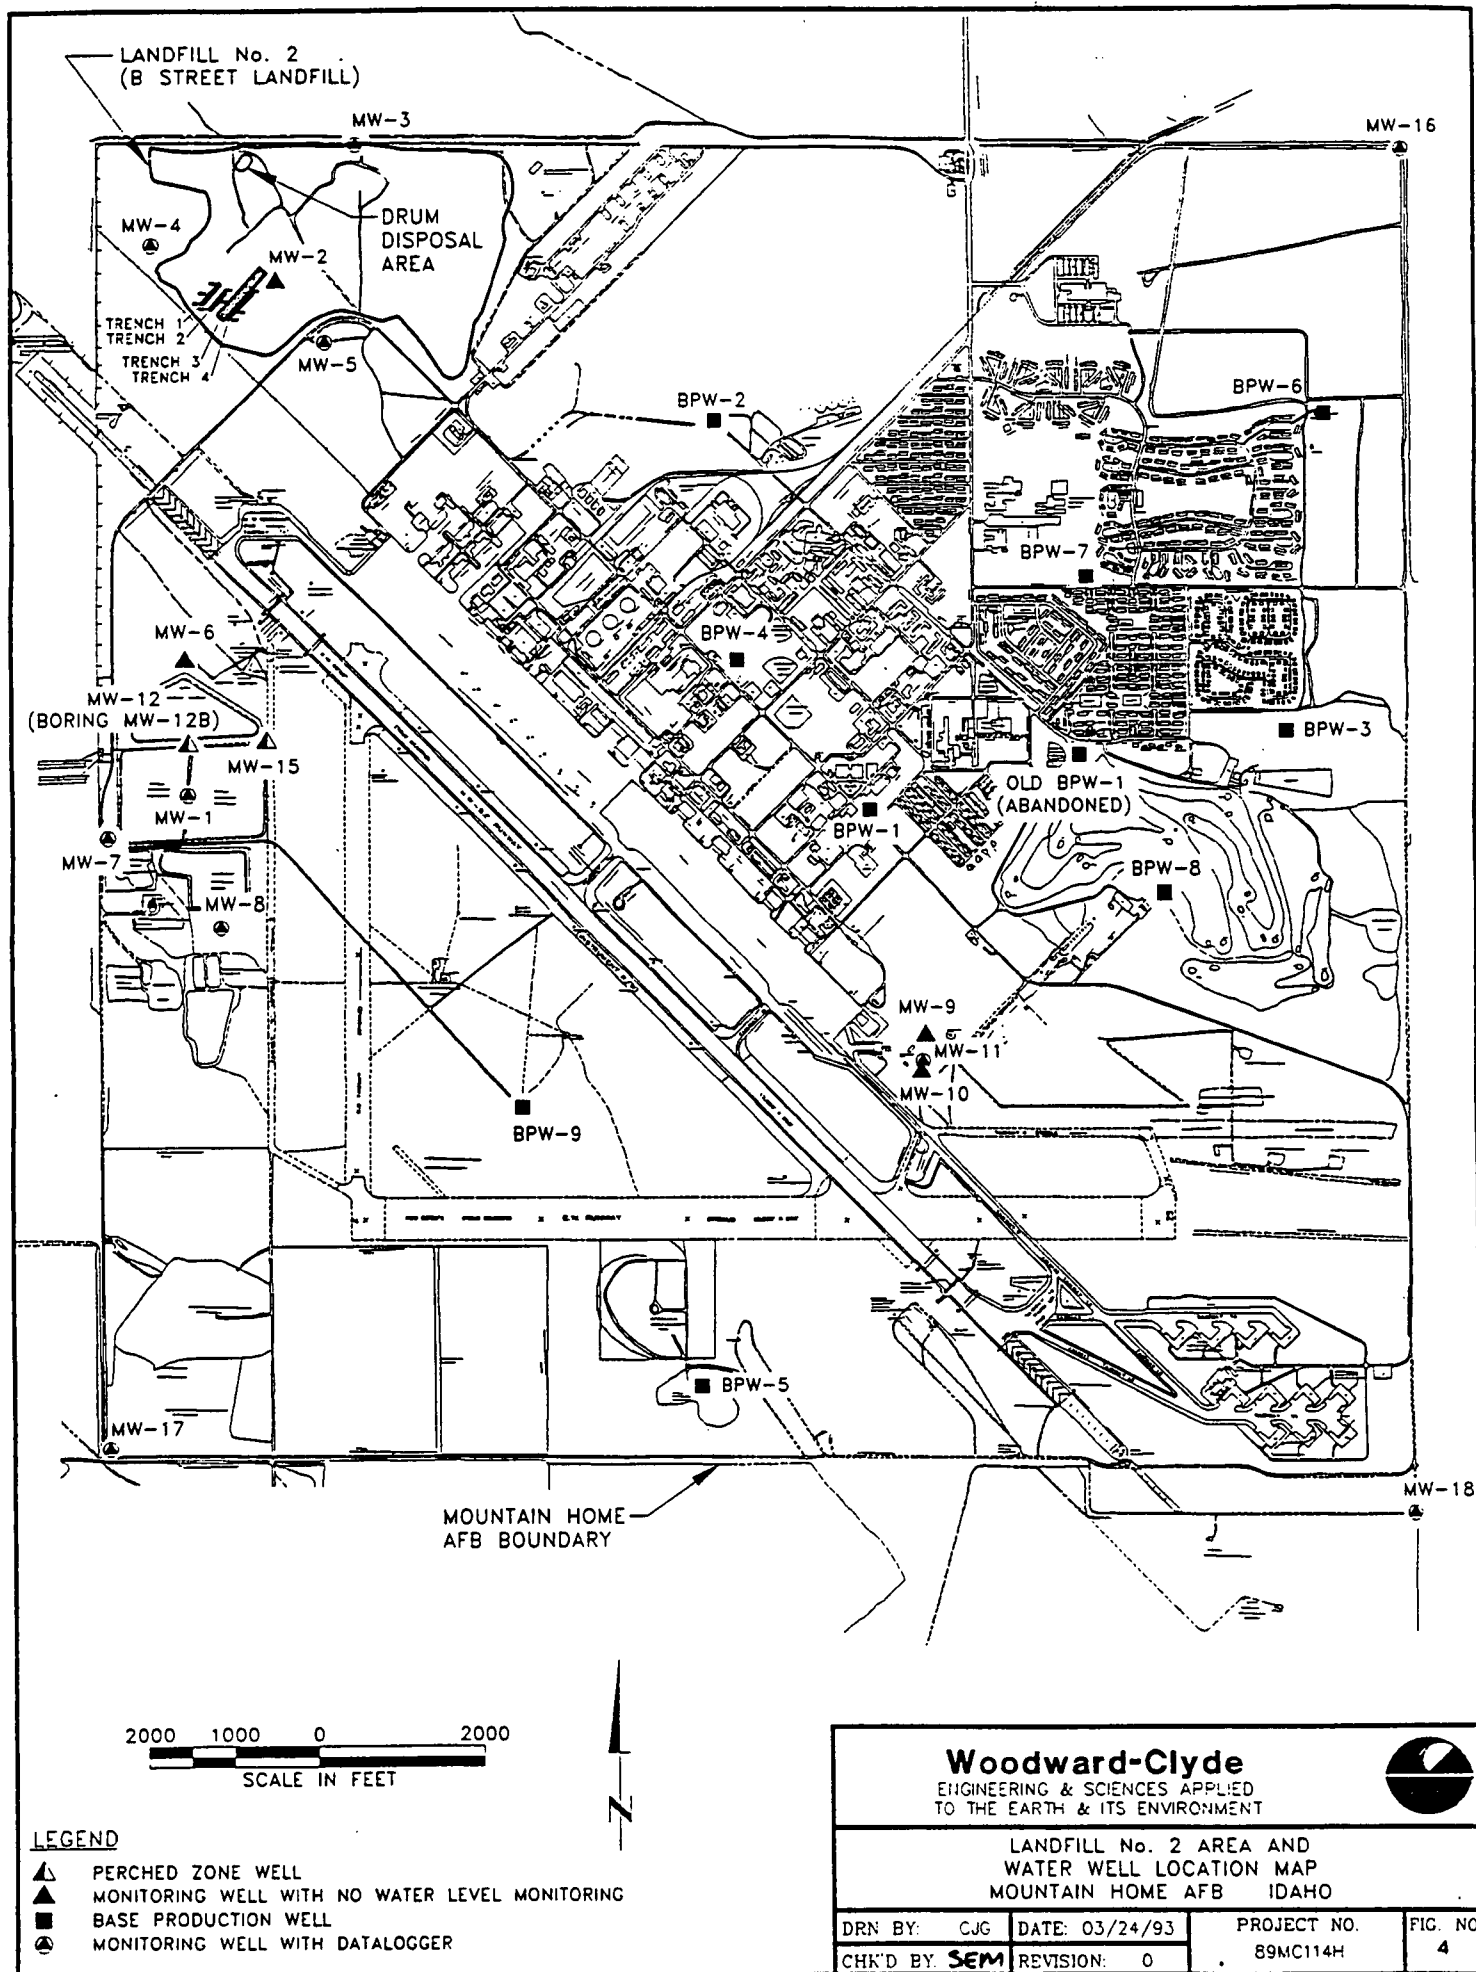 LANDFILL No. 2
(B STREET LANDFILL)
MW-3
MW-16
DRUM
DISPOSAL
AREA
MW-4
MW-2
TRENCH 1
TRENCH 2
TRENCH 3
TRENCH 4
MW-5
BPW-2
BPW-6
BPW-7
BPW-4
MW-6
MW-12
(BORING MW-12B)
MW-15
BPW-3
OLD BPW-1
(ABANDONED)
MW-1
BPW-1
MW-7
BPW-8
MW-8
MW-9
MW-11
MW-10
BPW-9
BPW-5
MW-17
MW-18
MOUNTAIN HOME
AFB BOUNDARY
2000 1000 0 2000
SCALE IN FEET
N
LEGEND
PERCHED ZONE WELL
MONITORING WELL WITH NO WATER LEVEL MONITORING
BASE PRODUCTION WELL
MONITORING WELL WITH DATALOGGER
Woodward-Clyde
ENGINEERING & SCIENCES APPLIED
TO THE EARTH & ITS ENVIRONMENT
LANDFILL No. 2 AREA AND
WATER WELL LOCATION MAP
MOUNTAIN HOME AFB IDAHO
DRN BY: CJG
DATE: 03/24/93
PROJECT NO.
89MC114H
FIG. NO
4
CHK'D BY. SEM
REVISION: 0